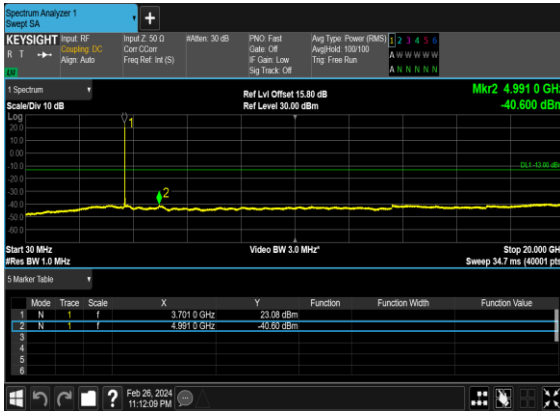 Spectrum Analyzer 1
Swept SA
KEYSIGHT
R T
Input: RF
Coupling: DC
Align: Auto
Input Z: 50 Ω
Corr CCorr
Freq Ref: Int (S)
#Atten: 30 dB
PNO: Fast
Gate: Off
IF Gain: Low
Sig Track: Off
Avg Type: Power (RMS)
Avg|Hold: 100/100
Trig: Free Run
1 2 3 4 5 6
A W W W W W
A N N N N N
1 Spectrum
Scale/Div 10 dB
Ref Lvl Offset 15.80 dB
Ref Level 30.00 dBm
Mkr2 4.991 0 GHz
-40.600 dBm
Log
20.0
10.0
0.00
-10.0
-20.0
-30.0
-40.0
-50.0
-60.0
1
2
DL1 -13.00 dBm
Start 30 MHz
#Res BW 1.0 MHz
Video BW 3.0 MHz*
Stop 20.000 GHz
Sweep 34.7 ms (40001 pts)
5 Marker Table
Mode Trace Scale X Y Function Function Width Function Value
1 N 1 f 3.701 0 GHz 23.08 dBm
2 N 1 f 4.991 0 GHz -40.60 dBm
3
4
5
6
?
Feb 26, 2024
11:12:09 PM